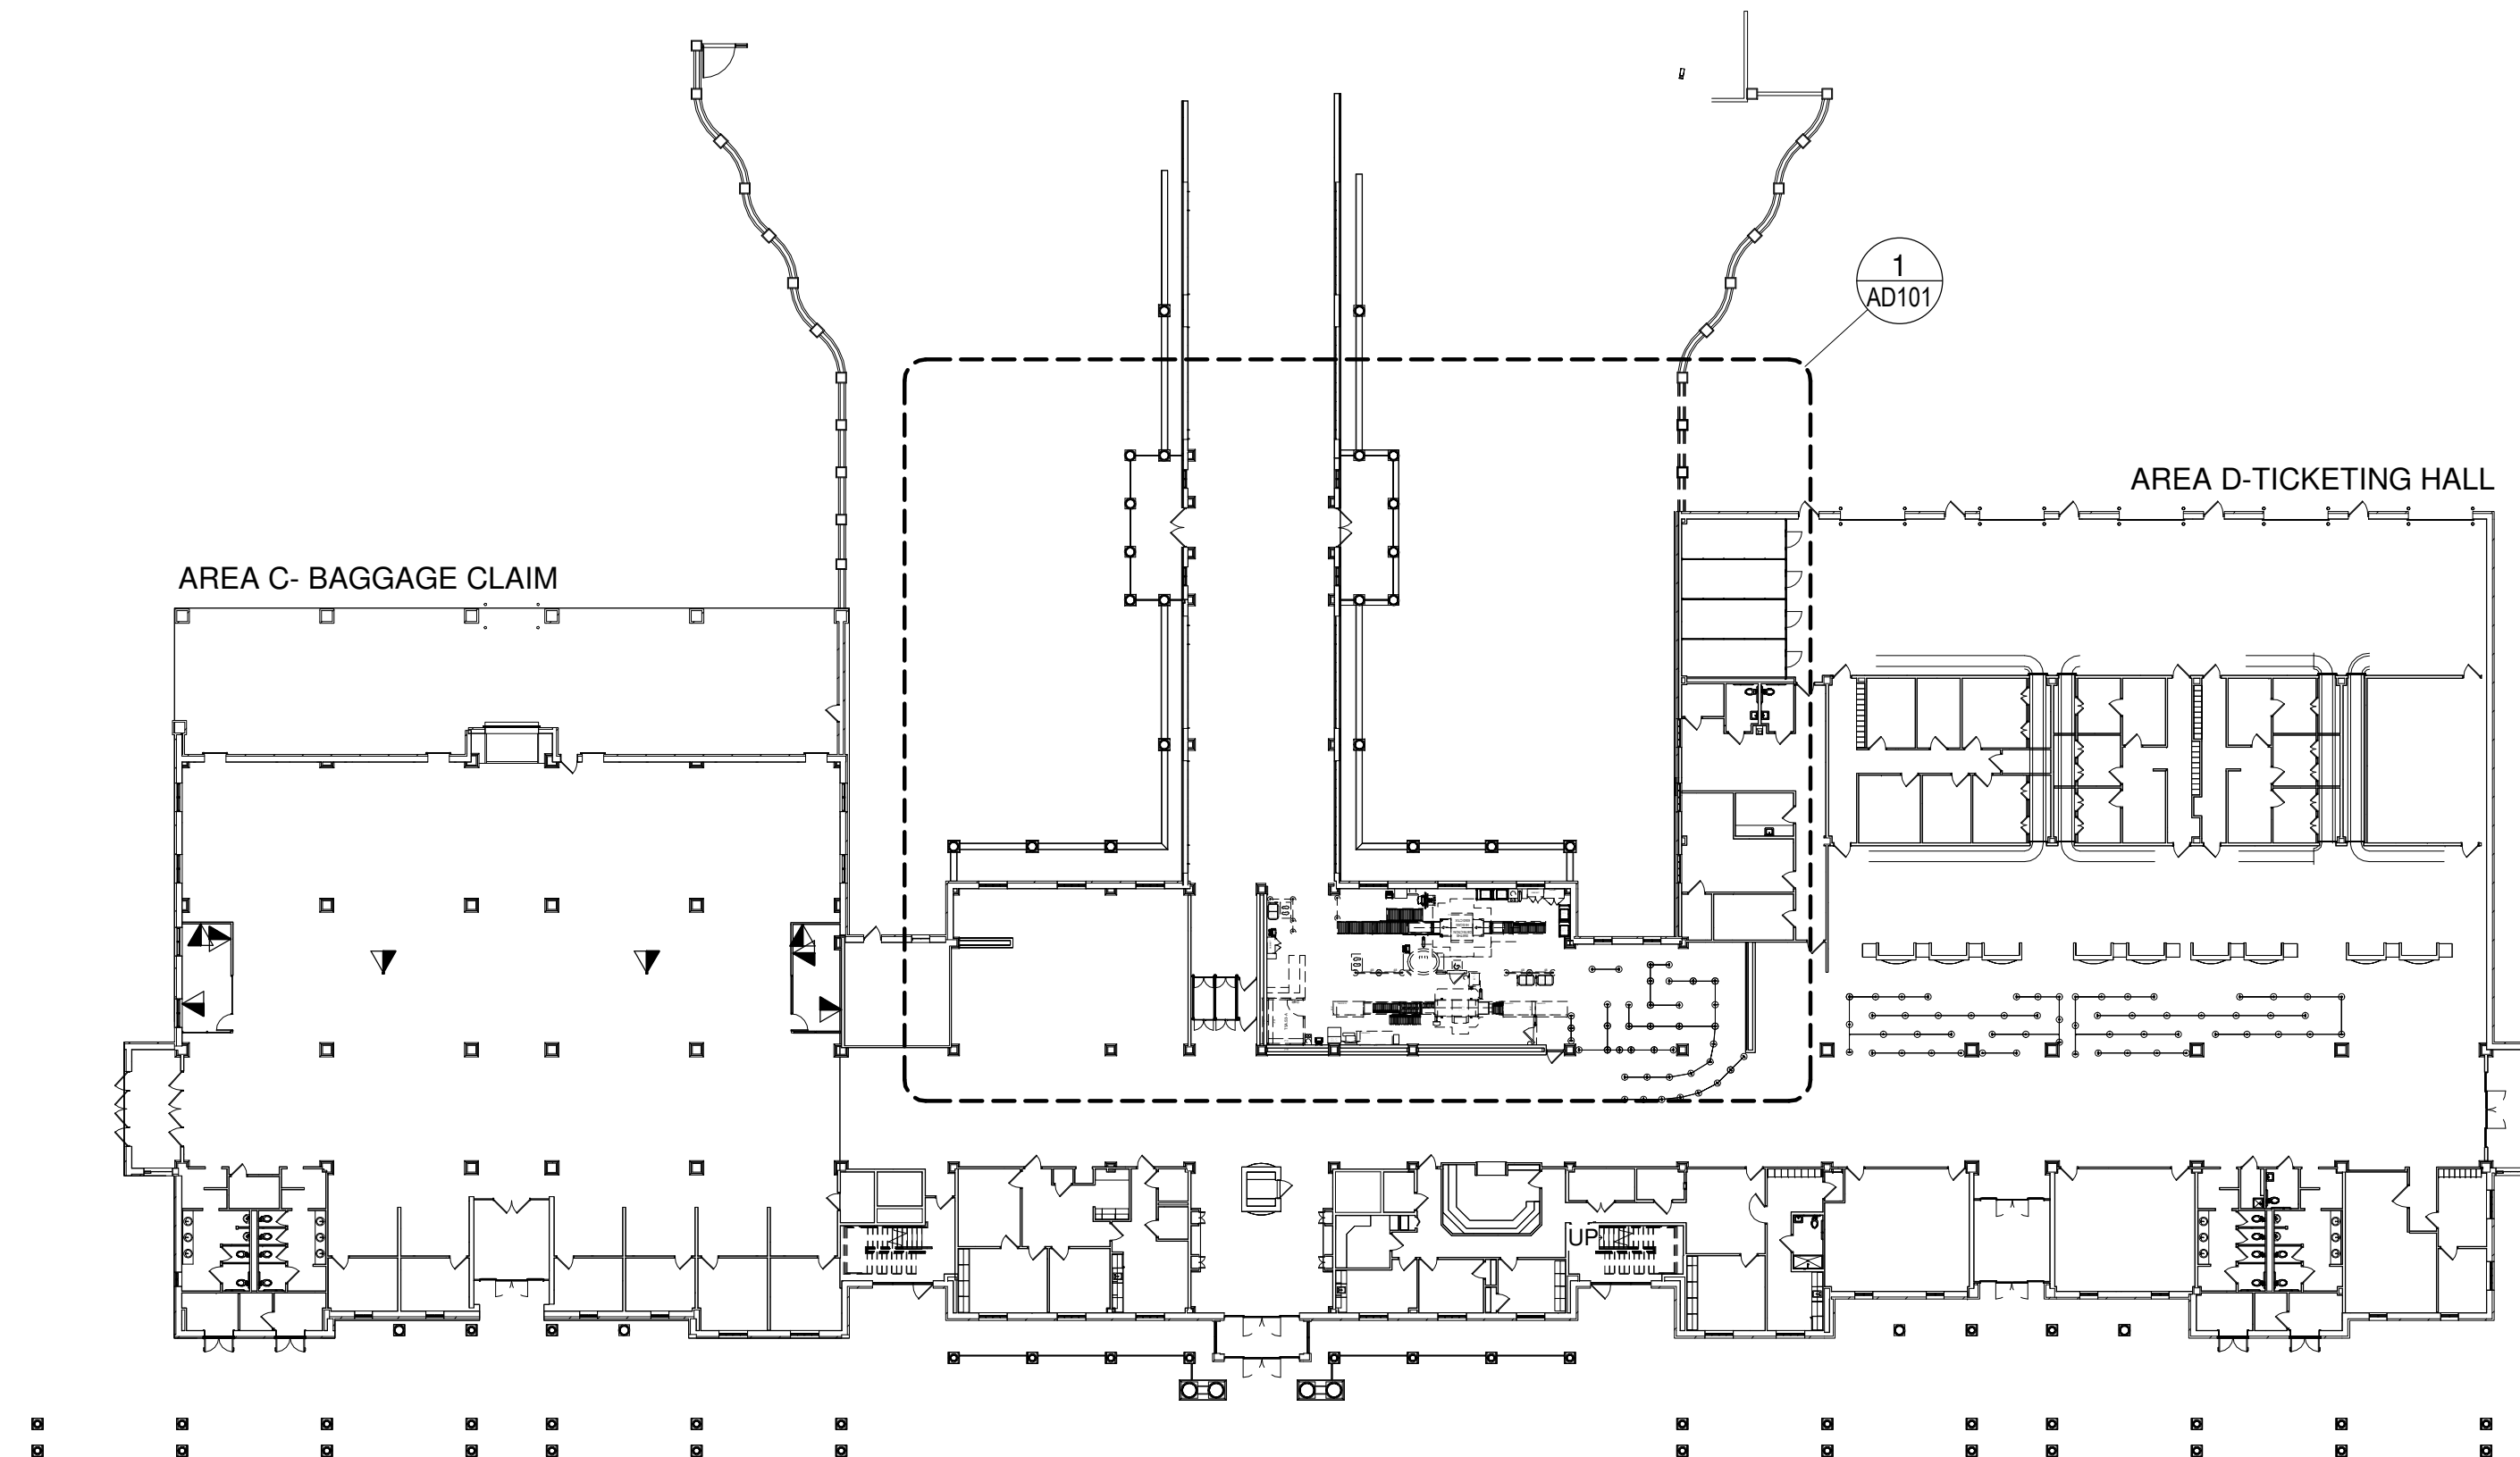 1
AD101
AREA D-TICKETING HALL
AREA C- BAGGAGE CLAIM
UP